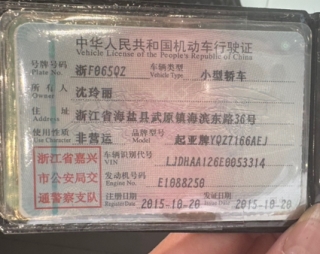 中华人民共和国机动车行驶证
Vehicle License of the People's Republic of China
号牌号码 浙F065QZ 车辆类型 小型轿车
Plate No. Vehicle Type
所有人 沈玲丽
Owner
住址 浙江省海盐县武原镇海滨东路36号
Address
使用性质 非营运 品牌型号 起亚牌YQZ7166AEJ
Use Character Model
浙江省嘉兴市公安局交通警察支队
车辆识别代号 LJDHAA126E0053314
VIN
发动机号码 E1088250
Engine No.
注册日期 2015-10-20 发证日期 2015-10-20
Register Date Issue Date